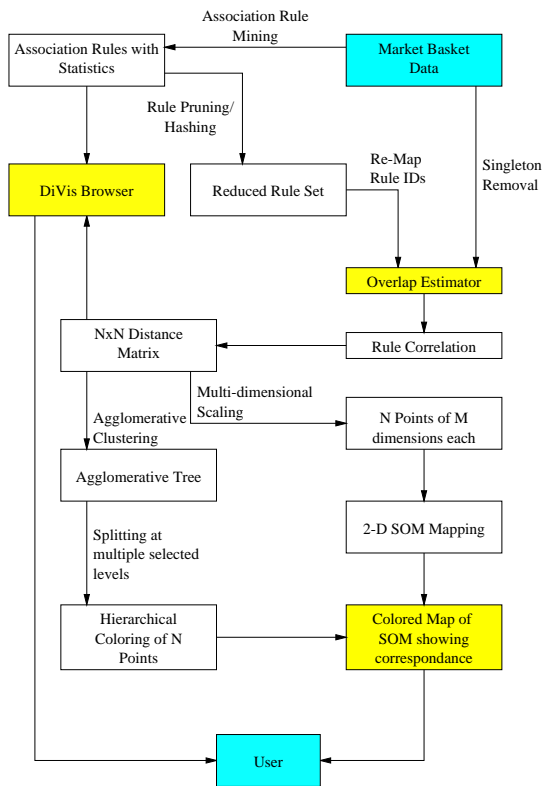 Association Rule
Mining
Association Rules with
Statistics
Market Basket
Data
Rule Pruning/
Hashing
Re-Map
Rule IDs
Singleton
Removal
DiVis Browser
Reduced Rule Set
Overlap Estimator
NxN Distance
Matrix
Rule Correlation
Multi-dimensional
Scaling
Agglomerative
Clustering
N Points of M
dimensions each
Agglomerative Tree
2-D SOM Mapping
Splitting at
multiple selected
levels
Hierarchical
Coloring of N
Points
Colored Map of
SOM showing
correspondance
User